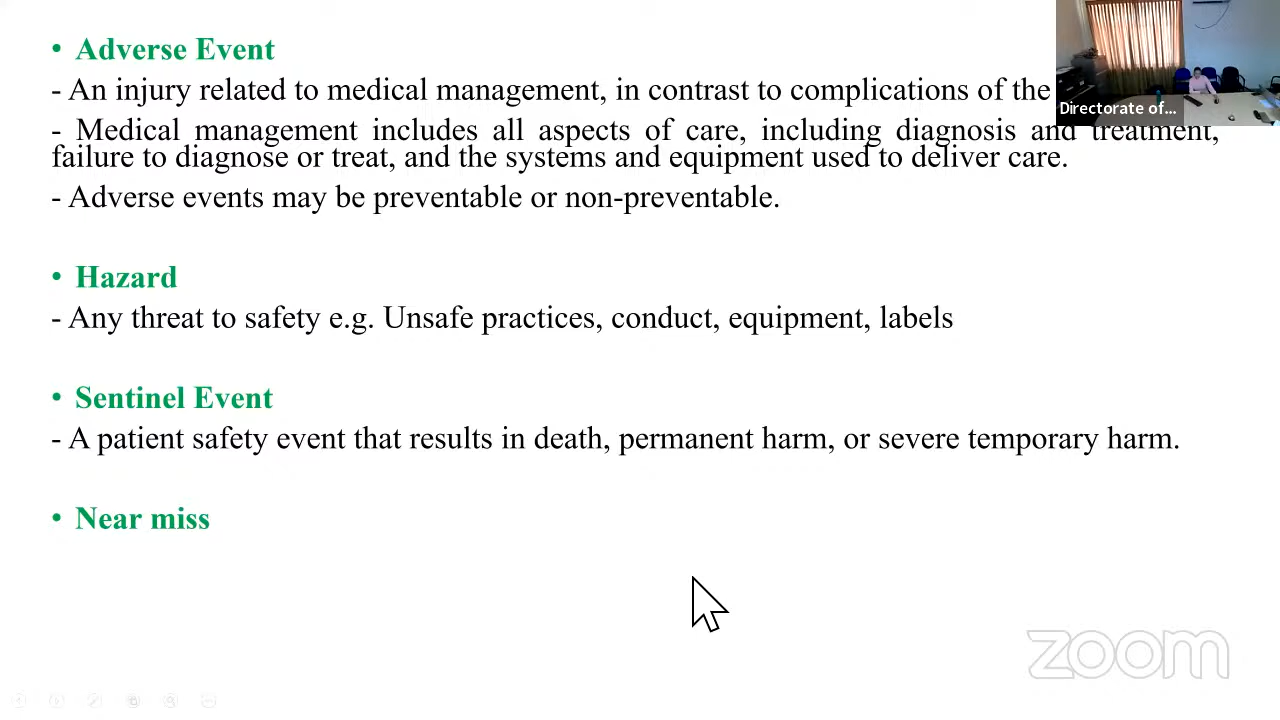 • Adverse Event
- An injury related to medical management, in contrast to complications of the
Directorate of...
- Medical management includes all aspects of care, including diagnosis and treatment,
failure to diagnose or treat, and the systems and equipment used to deliver care.
- Adverse events may be preventable or non-preventable.
• Hazard
- Any threat to safety e.g. Unsafe practices, conduct, equipment, labels
• Sentinel Event
- A patient safety event that results in death, permanent harm, or severe temporary harm.
• Near miss
zoom